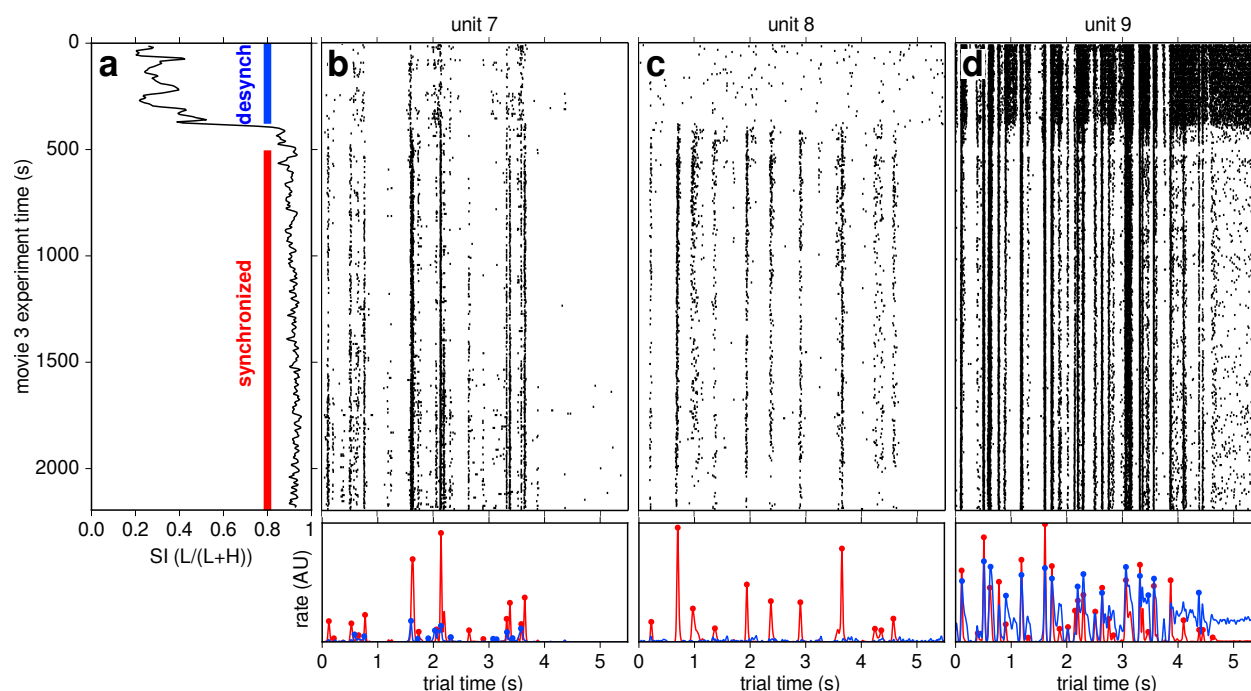 unit 7 unit 8 unit 9
a b c d
0
500
1000
1500
2000
movie 3 experiment time (s)
desynch
synchronized
0.0 0.2 0.4 0.6 0.8 1
SI (L/(L+H))
rate (AU)
0 1 2 3 4 5 0 1 2 3 4 5 0 1 2 3 4 5
trial time (s) trial time (s) trial time (s)